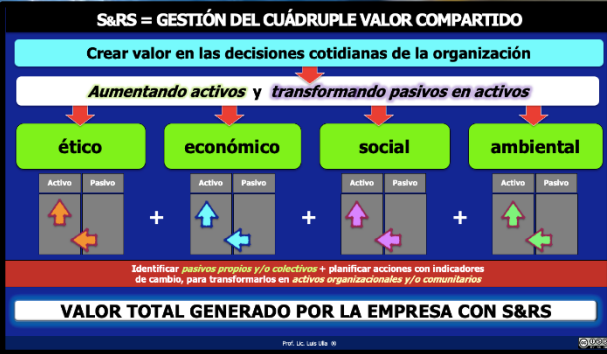 S&RS = GESTIÓN DEL CUÁDRUPLE VALOR COMPARTIDO
Crear valor en las decisiones cotidianas de la organización
Aumentando activos y transformando pasivos en activos
ético
económico
social
ambiental
Activo Pasivo
Activo Pasivo
Activo Pasivo
Activo Pasivo
+ + +
Identificar pasivos propios y/o colectivos + planificar acciones con indicadores
de cambio, para transformarlos en activos organizacionales y/o comunitarios
VALOR TOTAL GENERADO POR LA EMPRESA CON S&RS
Prof. Lic. Luis Ulla ®